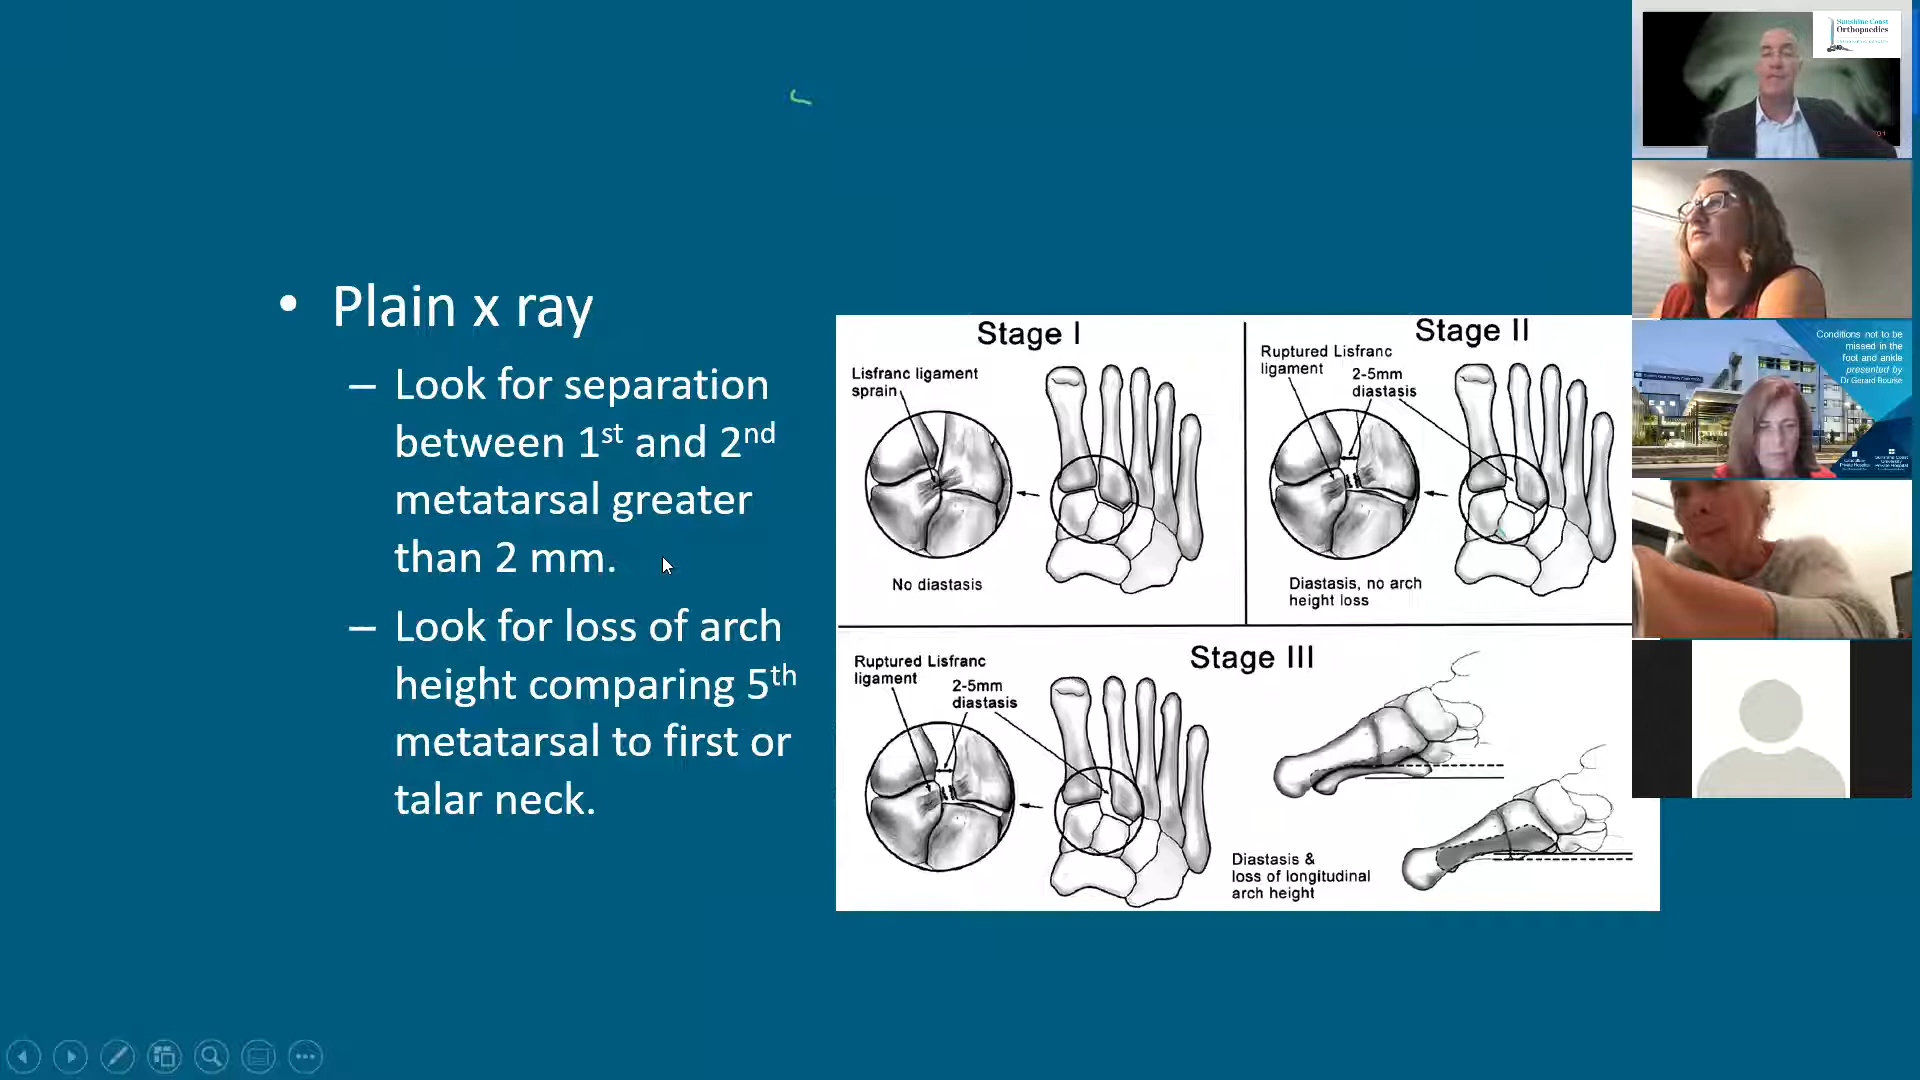 • Plain x ray
– Look for separation
between 1st and 2nd
metatarsal greater
than 2 mm.
– Look for loss of arch
height comparing 5th
metatarsal to first or
talar neck.
Stage I
Lisfranc ligament
sprain
No diastasis
Stage II
Ruptured Lisfranc
ligament
2-5mm
diastasis
Diastasis, no arch
height loss
Stage III
Ruptured Lisfranc
ligament
2-5mm
diastasis
Diastasis &
loss of longitudinal
arch height
Sunshine Coast
Orthopaedics
Conditions not to be
missed in the
foot and ankle
presented by
Dr Gerard Bourke